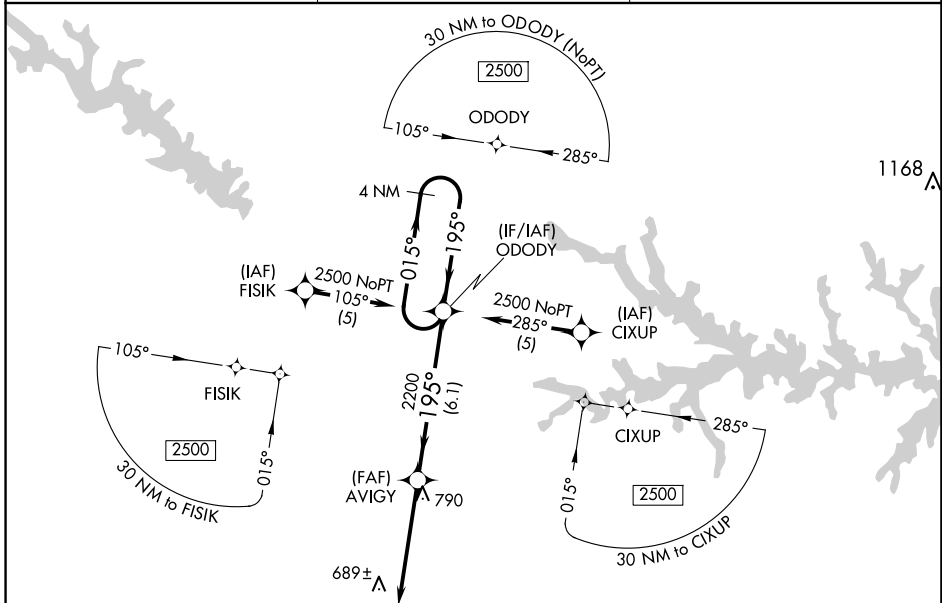 30 NM to ODODY (NoPT)
2500
ODODY
105°
285°
1168
4 NM
015°
195°
(IF/IAF)
ODODY
(IAF)
FISIK
2500 NoPT
105°
(5)
2500 NoPT
285°
(5)
(IAF)
CIXUP
105°
FISIK
2500
015°
30 NM to FISIK
2200
195°
(6.1)
CIXUP
285°
015°
2500
30 NM to CIXUP
(FAF)
AVIGY
790
689±